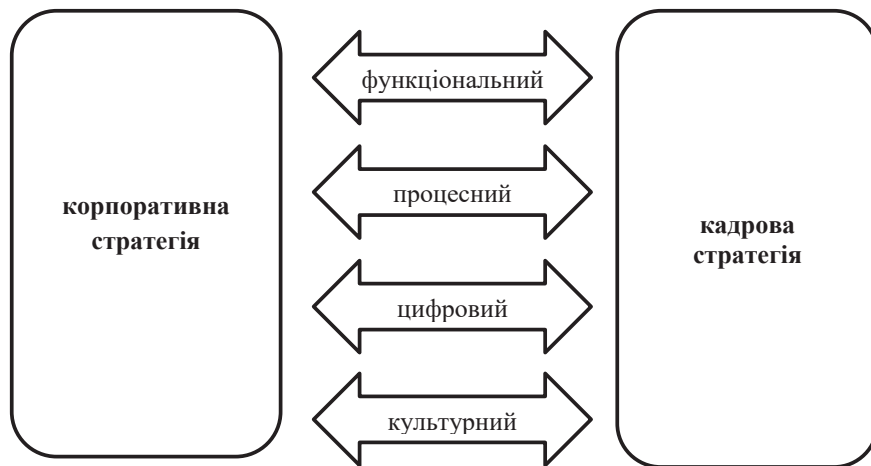 корпоративна
стратегія
функціональний
процесний
цифровий
культурний
кадрова
стратегія